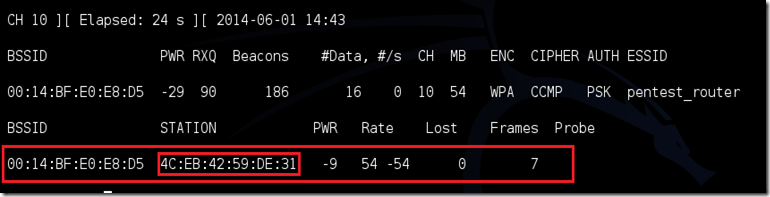 CH 10 ][ Elapsed: 24 s ][ 2014-06-01 14:43
BSSID PWR RXQ Beacons #Data, #/s CH MB ENC CIPHER AUTH ESSID
00:14:BF:E0:E8:D5 -29 90 186 16 0 10 54 WPA CCMP PSK pentest_router
BSSID STATION PWR Rate Lost Frames Probe
00:14:BF:E0:E8:D5 4C:EB:42:59:DE:31 -9 54 -54 0 7